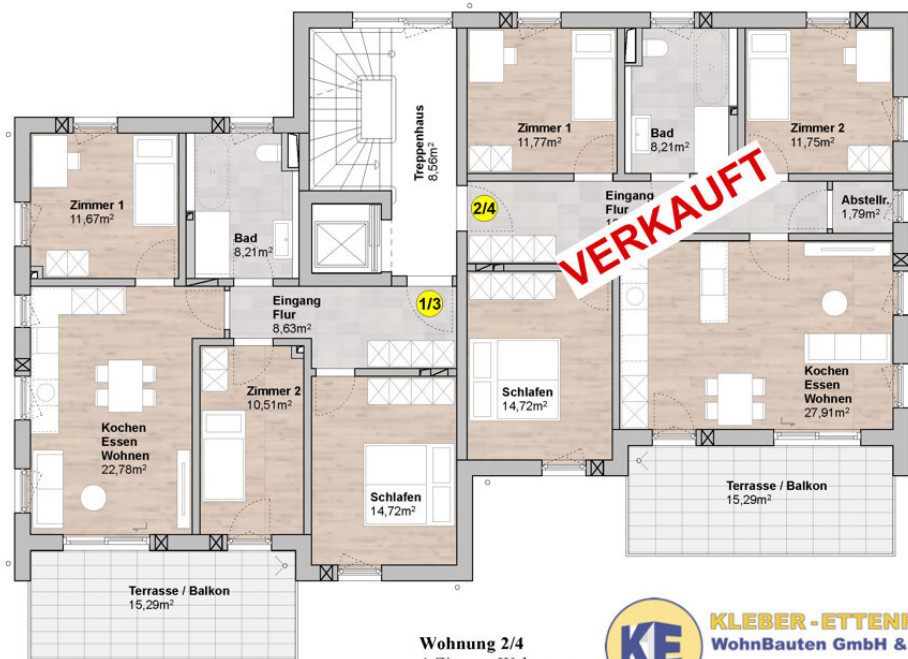 Zimmer 1
11,67m²
Bad
8,21m²
Treppenhaus
8,56m²
Zimmer 1
11,77m²
Bad
8,21m²
Zimmer 2
11,75m²
2/4
Eingang
Flur
Abstellr.
1,79m²
VERKAUFT
Eingang
Flur
8,63m²
1/3
Kochen
Essen
Wohnen
22,78m²
Zimmer 2
10,51m²
Schlafen
14,72m²
Schlafen
14,72m²
Kochen
Essen
Wohnen
27,91m²
Terrasse / Balkon
15,29m²
Terrasse / Balkon
15,29m²
Wohnung 2/4
KE
KLEBER-ETTENH
WohnBauten GmbH &